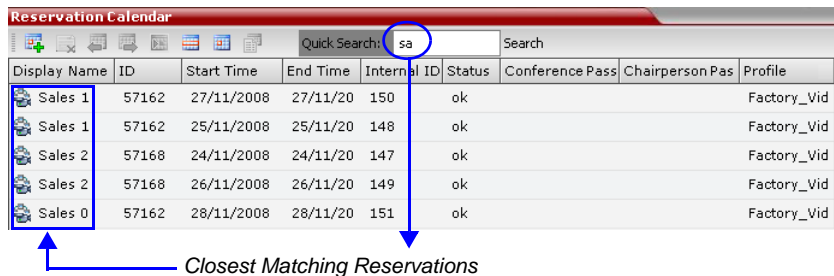 Reservation Calendar
Quick Search: sa Search
Display Name ID Start Time End Time Internal ID Status Conference Pass Chairperson Pas Profile
Sales 1 57162 27/11/2008 27/11/20 150 ok Factory_Vid
Sales 1 57162 25/11/2008 25/11/20 148 ok Factory_Vid
Sales 2 57168 24/11/2008 24/11/20 147 ok Factory_Vid
Sales 2 57168 26/11/2008 26/11/20 149 ok Factory_Vid
Sales 0 57162 28/11/2008 28/11/20 151 ok Factory_Vid
Closest Matching Reservations